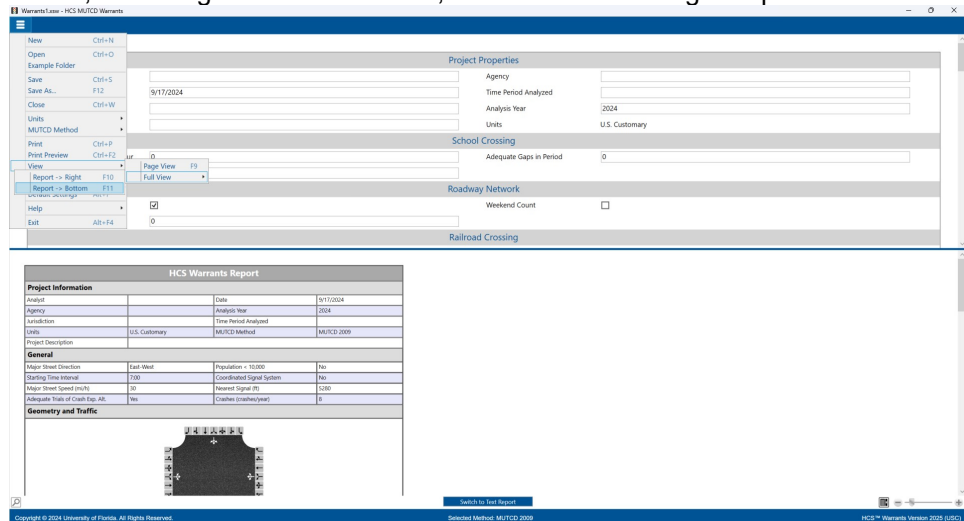 Warrants1.xsw - HCS MUTCD Warrants
New Ctrl+N
Open Ctrl+O
Example Folder
Save Ctrl+S
Save As... F12
Close Ctrl+W
Units
MUTCD Method
Print Ctrl+P
Print Preview Ctrl+F2
View
Page View F9
Full View
Report -> Right F10
Report -> Bottom F11
Help
Exit Alt+F4
Project Properties
Agency
9/17/2024
Time Period Analyzed
Analysis Year 2024
Units U.S. Customary
School Crossing
ur 0
Adequate Gaps in Period 0
Roadway Network
Weekend Count
0
Railroad Crossing
HCS Warrants Report
Project Information
Analyst Date 9/17/2024
Agency Analysis Year 2024
Jurisdiction Time Period Analyzed
Units U.S. Customary MUTCD Method MUTCD 2009
Project Description
General
Major Street Direction East-West Population < 10,000 No
Starting Time Interval 7:00 Coordinated Signal System No
Major Street Speed (mi/h) 30 Nearest Signal (ft) 5280
Adequate Trials of Crash Exp. Alt. Yes Crashes (crashes/year) 6
Geometry and Traffic
Switch to Text Report
Copyright © 2024 University of Florida. All Rights Reserved. Selected Method: MUTCD 2009 HCS™ Warrants Version 2025 (USC)